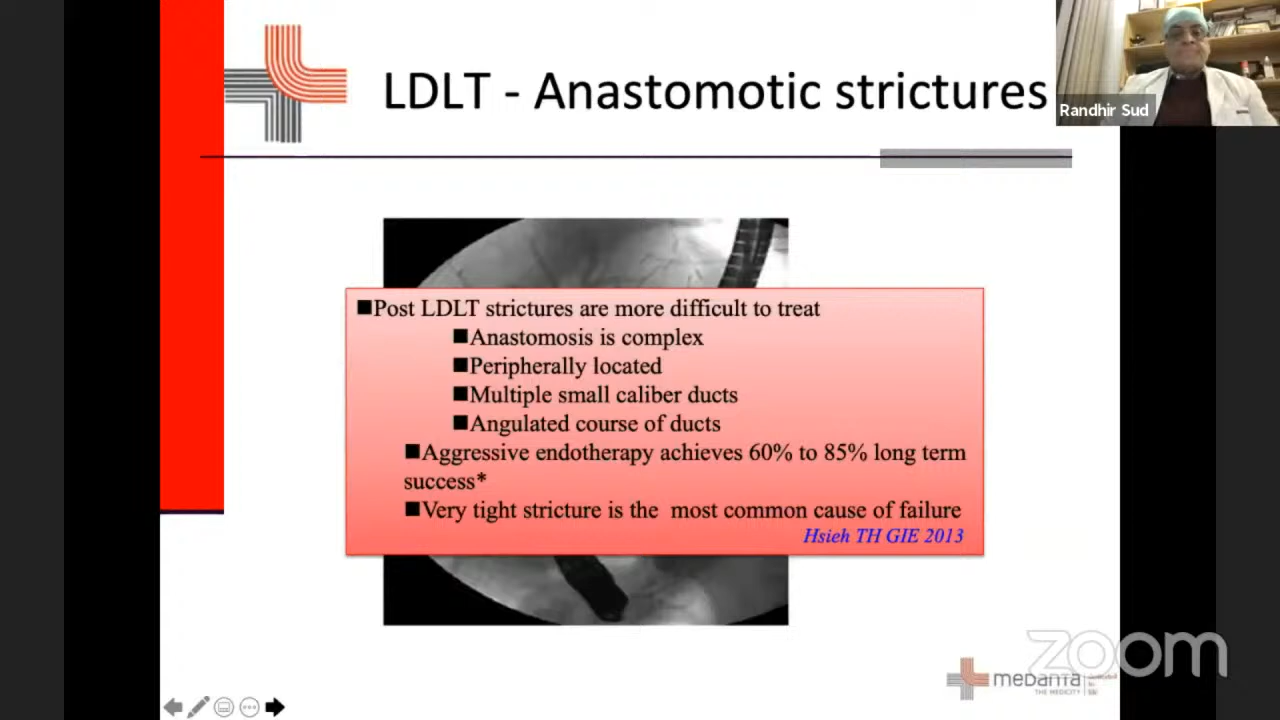 LDLT - Anastomotic strictures
Randhir Sud
■Post LDLT strictures are more difficult to treat
■Anastomosis is complex
■Peripherally located
■Multiple small caliber ducts
■Angulated course of ducts
■Aggressive endotherapy achieves 60% to 85% long term
success*
■Very tight stricture is the most common cause of failure
Hsieh TH GIE 2013
zoom
medanta
THE MEDICITY